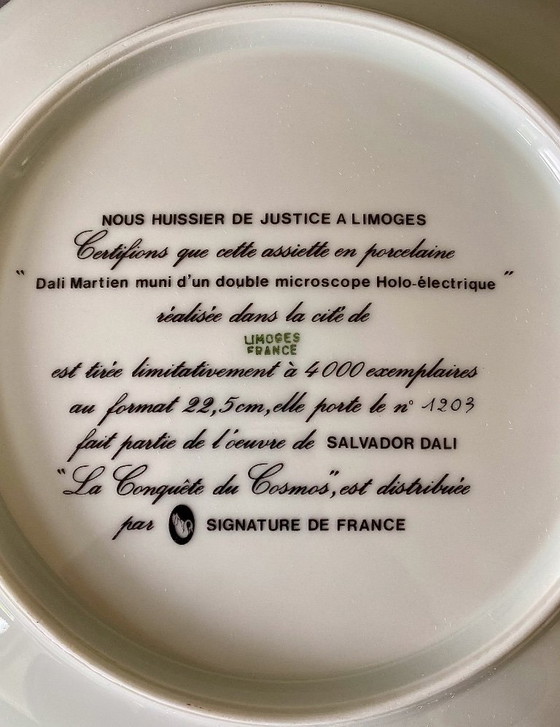 NOUS HUISSIER DE JUSTICE A LIMOGES
Certifions que cette assiette en porcelaine
“ Dali Martien muni d'un double microscope Holo-électrique ”
réalisée dans la cité de
LIMOGES
FRANCE
est tirée limitativement à 4000 exemplaires
au format 22,5cm, elle porte le n° 1203
fait partie de l'oeuvre de SALVADOR DALI
“La Conquête du Cosmos”, est distribuée
par SIGNATURE DE FRANCE